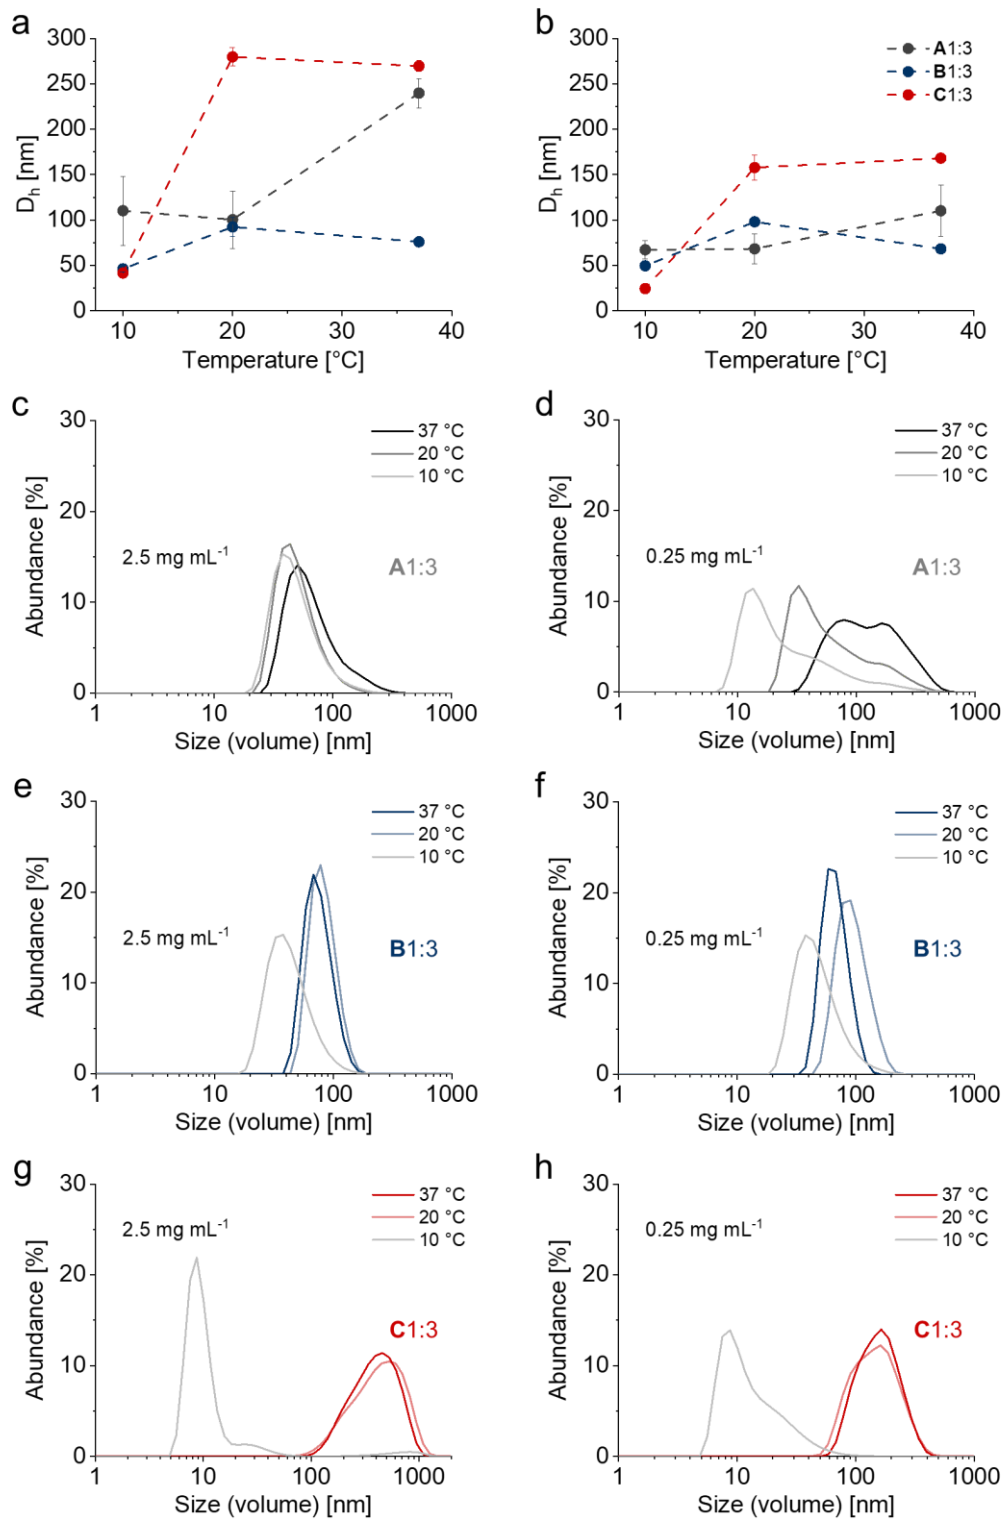 a
300
250
200
150
100
50
0
D_h [nm]
10 20 30 40
Temperature [°C]
b
300
250
200
150
100
50
0
D_h [nm]
A1:3
B1:3
C1:3
10 20 30 40
Temperature [°C]
c
30
20
10
0
Abundance [%]
37 °C
20 °C
10 °C
2.5 mg mL⁻¹
A1:3
1 10 100 1000
Size (volume) [nm]
d
30
20
10
0
Abundance [%]
37 °C
20 °C
10 °C
0.25 mg mL⁻¹
A1:3
1 10 100 1000
Size (volume) [nm]
e
30
20
10
0
Abundance [%]
37 °C
20 °C
10 °C
2.5 mg mL⁻¹
B1:3
1 10 100 1000
Size (volume) [nm]
f
30
20
10
0
Abundance [%]
37 °C
20 °C
10 °C
0.25 mg mL⁻¹
B1:3
1 10 100 1000
Size (volume) [nm]
g
30
20
10
0
Abundance [%]
37 °C
20 °C
10 °C
2.5 mg mL⁻¹
C1:3
1 10 100 1000
Size (volume) [nm]
h
30
20
10
0
Abundance [%]
37 °C
20 °C
10 °C
0.25 mg mL⁻¹
C1:3
1 10 100 1000
Size (volume) [nm]